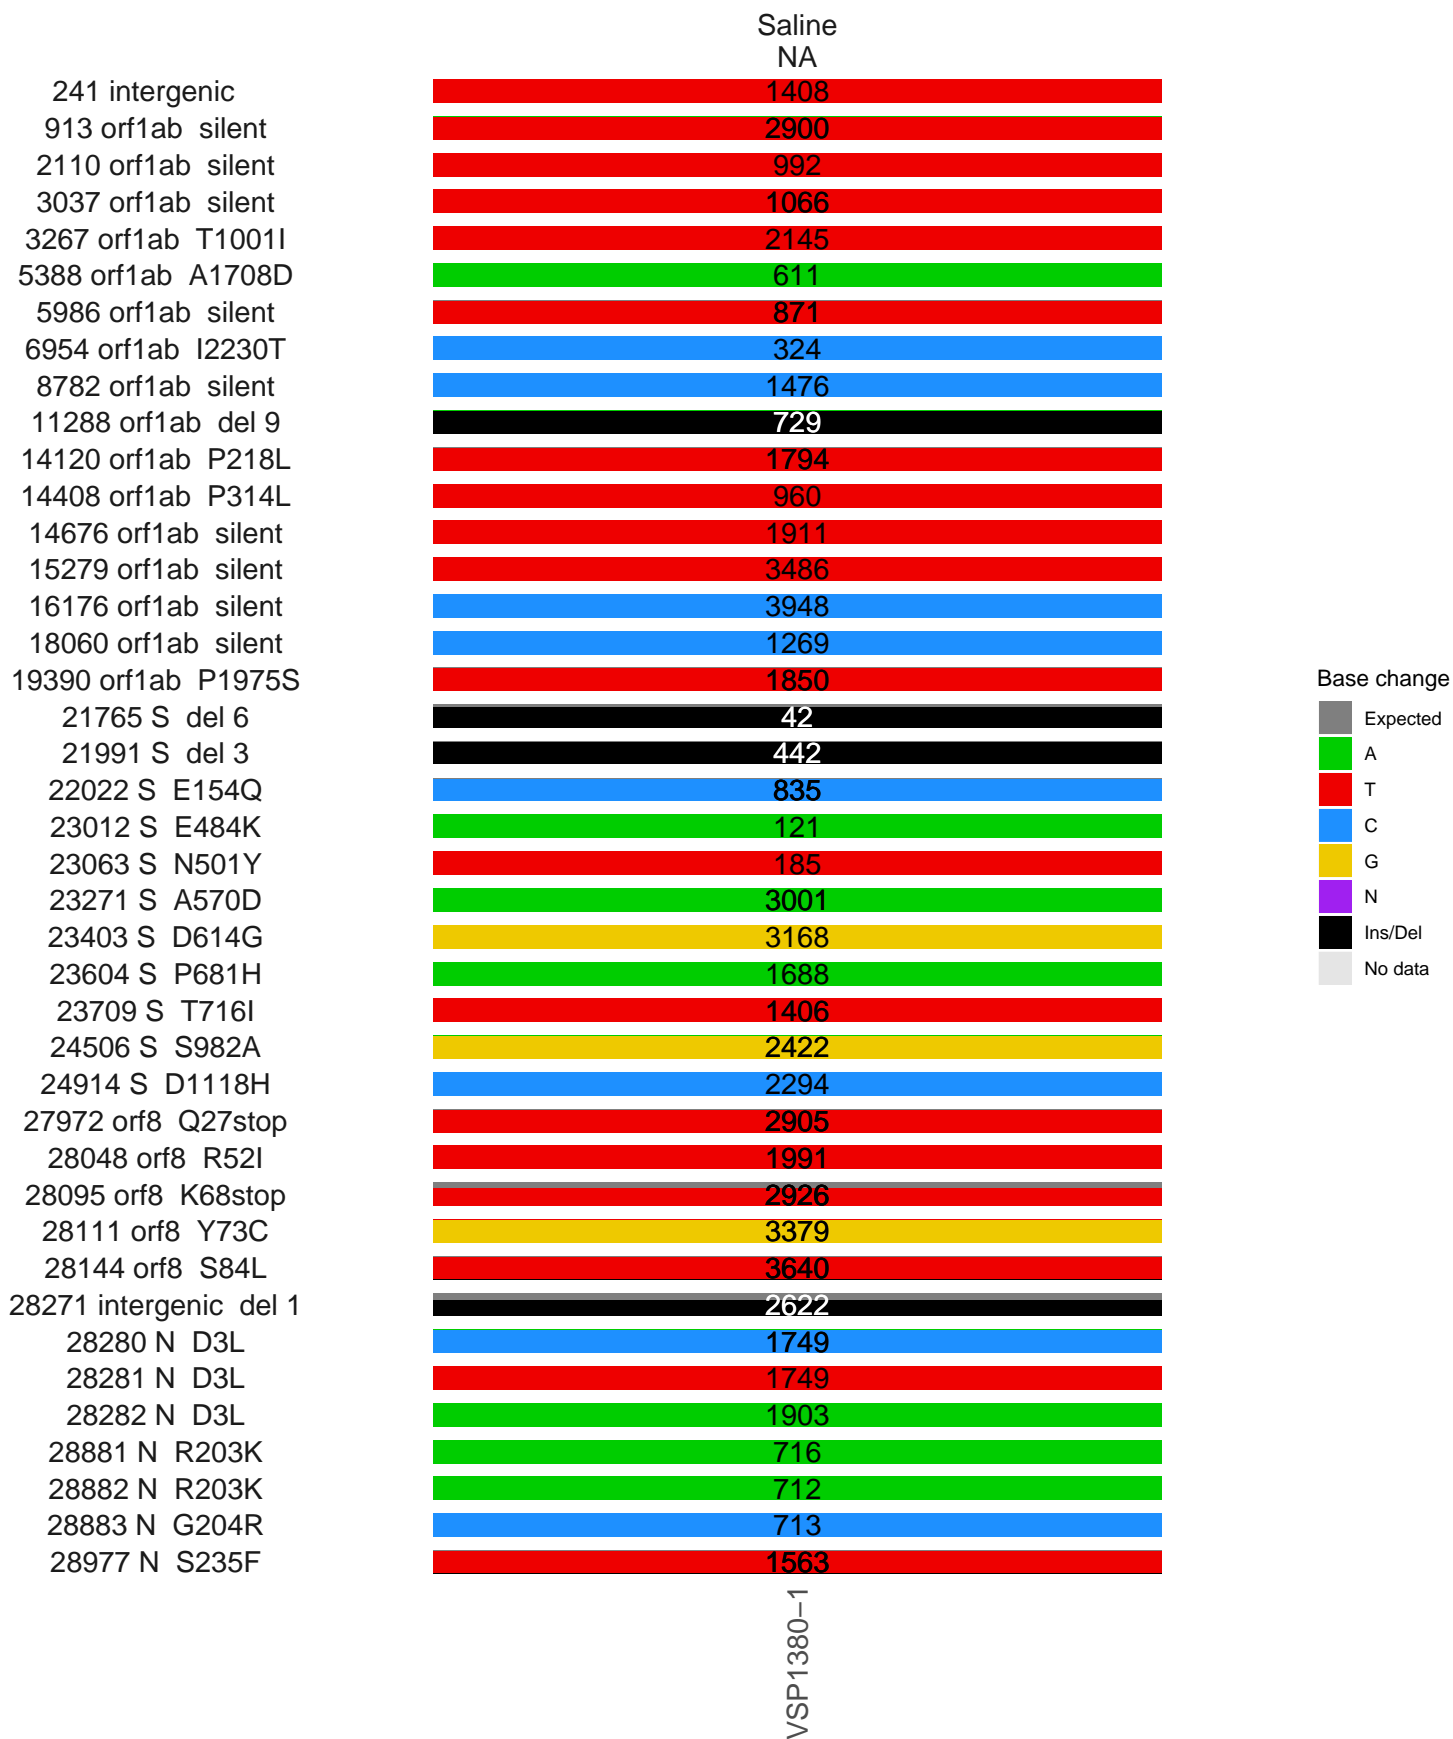 Saline
NA
241 intergenic 1408
913 orf1ab silent 2900
2110 orf1ab silent 992
3037 orf1ab silent 1066
3267 orf1ab T1001I 2145
5388 orf1ab A1708D 611
5986 orf1ab silent 871
6954 orf1ab I2230T 324
8782 orf1ab silent 1476
11288 orf1ab del 9 729
14120 orf1ab P218L 1794
14408 orf1ab P314L 960
14676 orf1ab silent 1911
15279 orf1ab silent 3486
16176 orf1ab silent 3948
18060 orf1ab silent 1269
19390 orf1ab P1975S 1850
21765 S del 6 42
21991 S del 3 442
22022 S E154Q 835
23012 S E484K 121
23063 S N501Y 185
23271 S A570D 3001
23403 S D614G 3168
23604 S P681H 1688
23709 S T716I 1406
24506 S S982A 2422
24914 S D1118H 2294
27972 orf8 Q27stop 2905
28048 orf8 R52I 1991
28095 orf8 K68stop 2926
28111 orf8 Y73C 3379
28144 orf8 S84L 3640
28271 intergenic del 1 2622
28280 N D3L 1749
28281 N D3L 1749
28282 N D3L 1903
28881 N R203K 716
28882 N R203K 712
28883 N G204R 713
28977 N S235F 1563
VSP1380−1
Base change
Expected
A
T
C
G
N
Ins/Del
No data